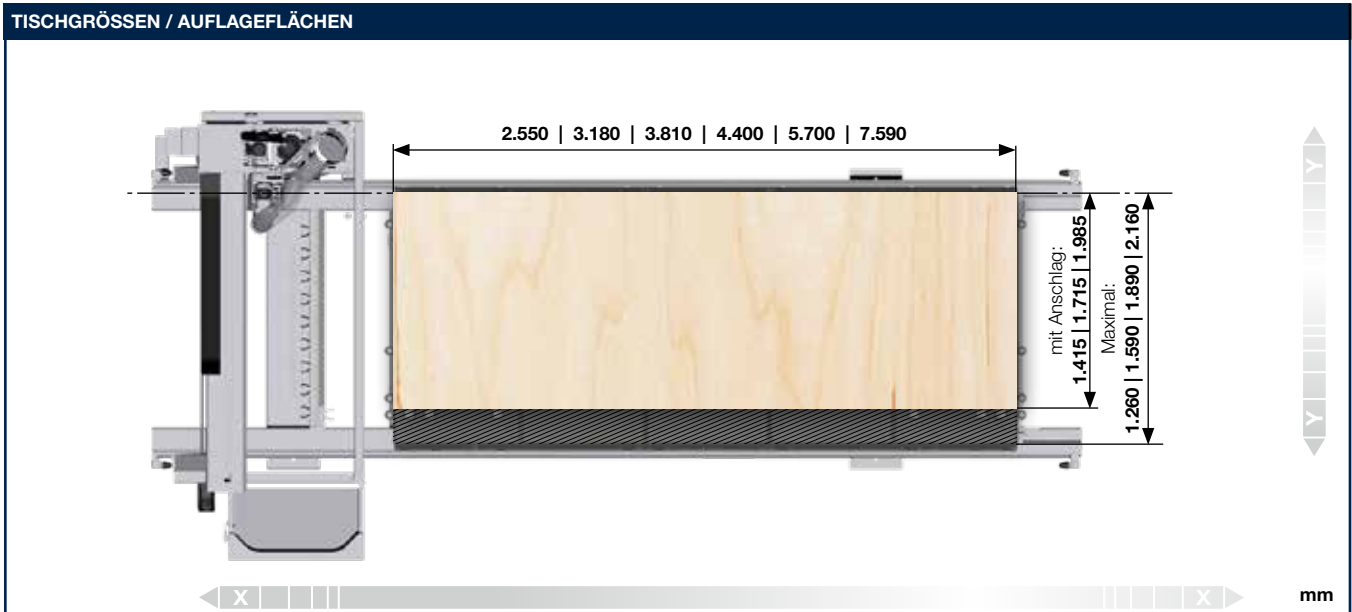 TISCHGRÖSSEN / AUFLAGEFLÄCHEN
2.550 | 3.180 | 3.810 | 4.400 | 5.700 | 7.590
mit Anschlag:
1.415 | 1.715 | 1.985
Maximal:
1.260 | 1.590 | 1.890 | 2.160
Y
Y
X
X
mm